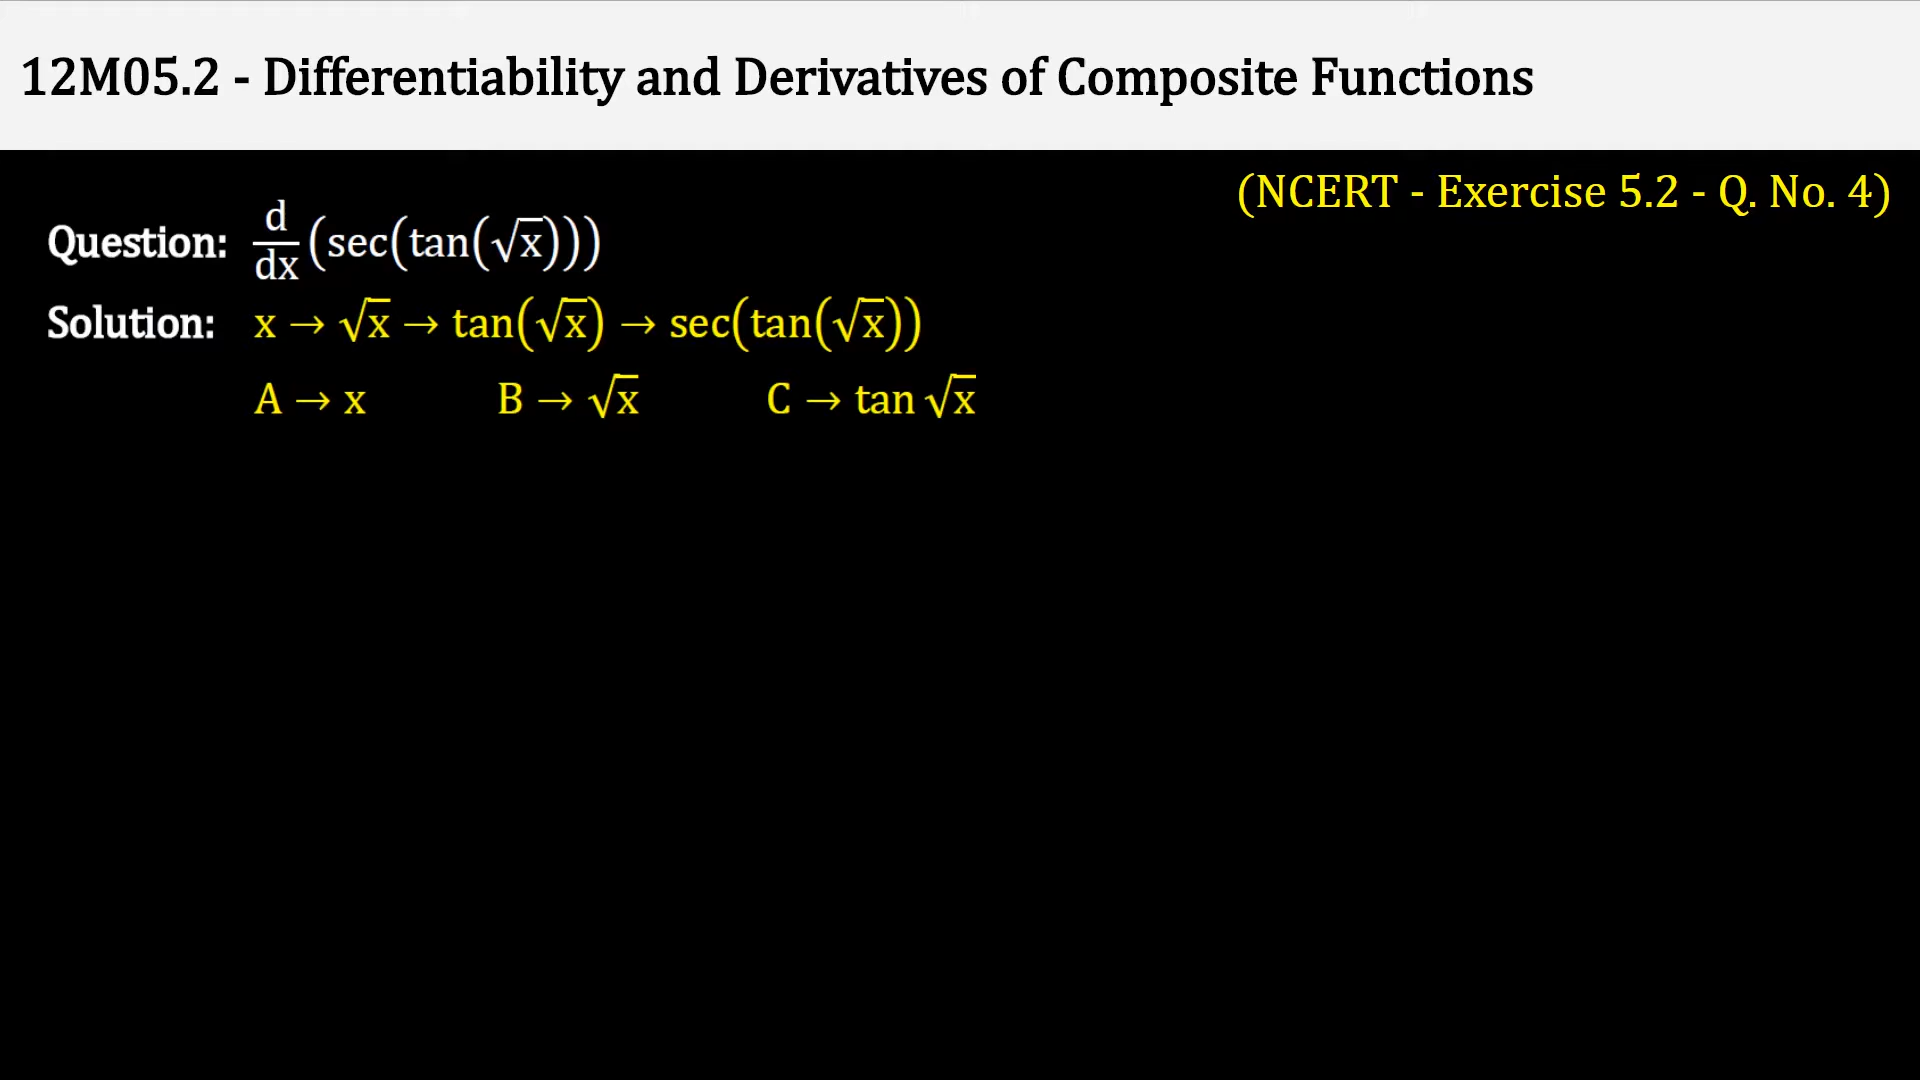 12M05.2 - Differentiability and Derivatives of Composite Functions
(NCERT - Exercise 5.2 - Q. No. 4)
Question: d/dx (sec(tan(√x)))
Solution: x → √x → tan(√x) → sec(tan(√x))
A → x B → √x C → tan √x